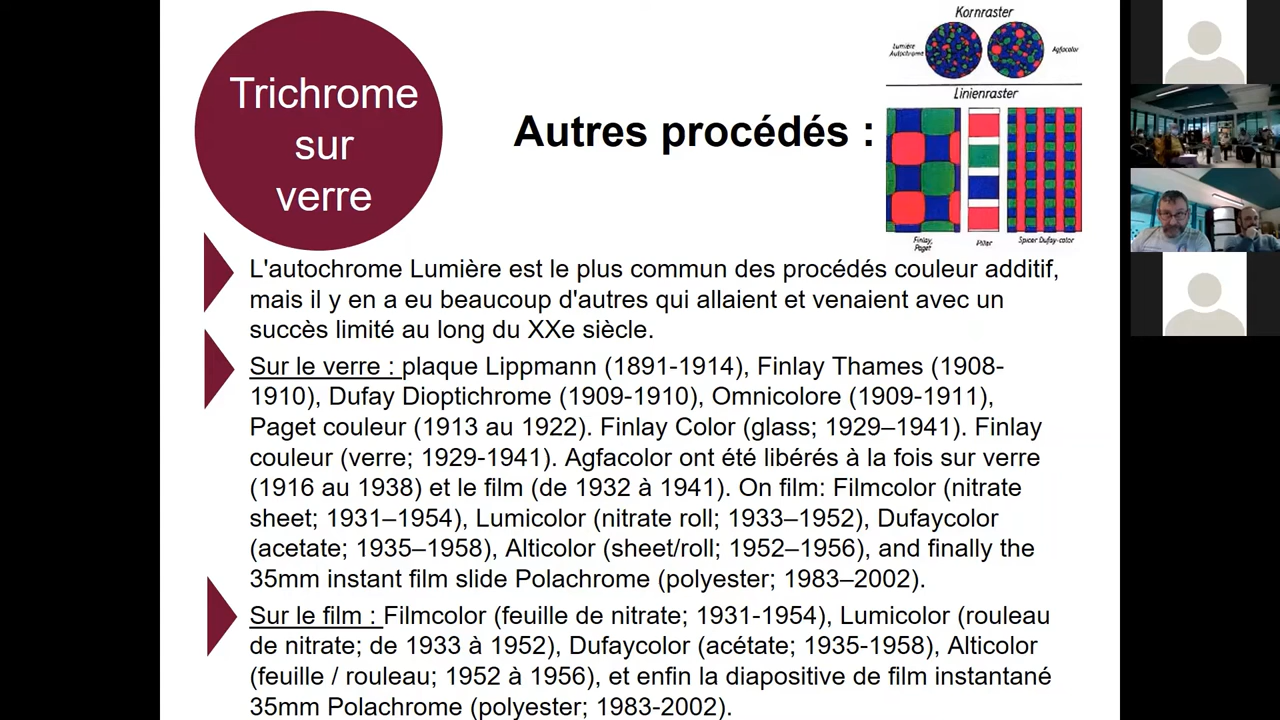 Trichrome
sur
verre
Autres procédés :
Kornraster
Lumière
Autochrome
Agfacolor
Linienraster
Finlay,
Paget
Spicer Dufay-color
L'autochrome Lumière est le plus commun des procédés couleur additif,
mais il y en a eu beaucoup d'autres qui allaient et venaient avec un
succès limité au long du XXe siècle.
Sur le verre : plaque Lippmann (1891-1914), Finlay Thames (1908-
1910), Dufay Dioptichrome (1909-1910), Omnicolore (1909-1911),
Paget couleur (1913 au 1922). Finlay Color (glass; 1929–1941). Finlay
couleur (verre; 1929-1941). Agfacolor ont été libérés à la fois sur verre
(1916 au 1938) et le film (de 1932 à 1941). On film: Filmcolor (nitrate
sheet; 1931–1954), Lumicolor (nitrate roll; 1933–1952), Dufaycolor
(acetate; 1935–1958), Alticolor (sheet/roll; 1952–1956), and finally the
35mm instant film slide Polachrome (polyester; 1983–2002).
Sur le film : Filmcolor (feuille de nitrate; 1931-1954), Lumicolor (rouleau
de nitrate; de 1933 à 1952), Dufaycolor (acétate; 1935-1958), Alticolor
(feuille / rouleau; 1952 à 1956), et enfin la diapositive de film instantané
35mm Polachrome (polyester; 1983-2002).